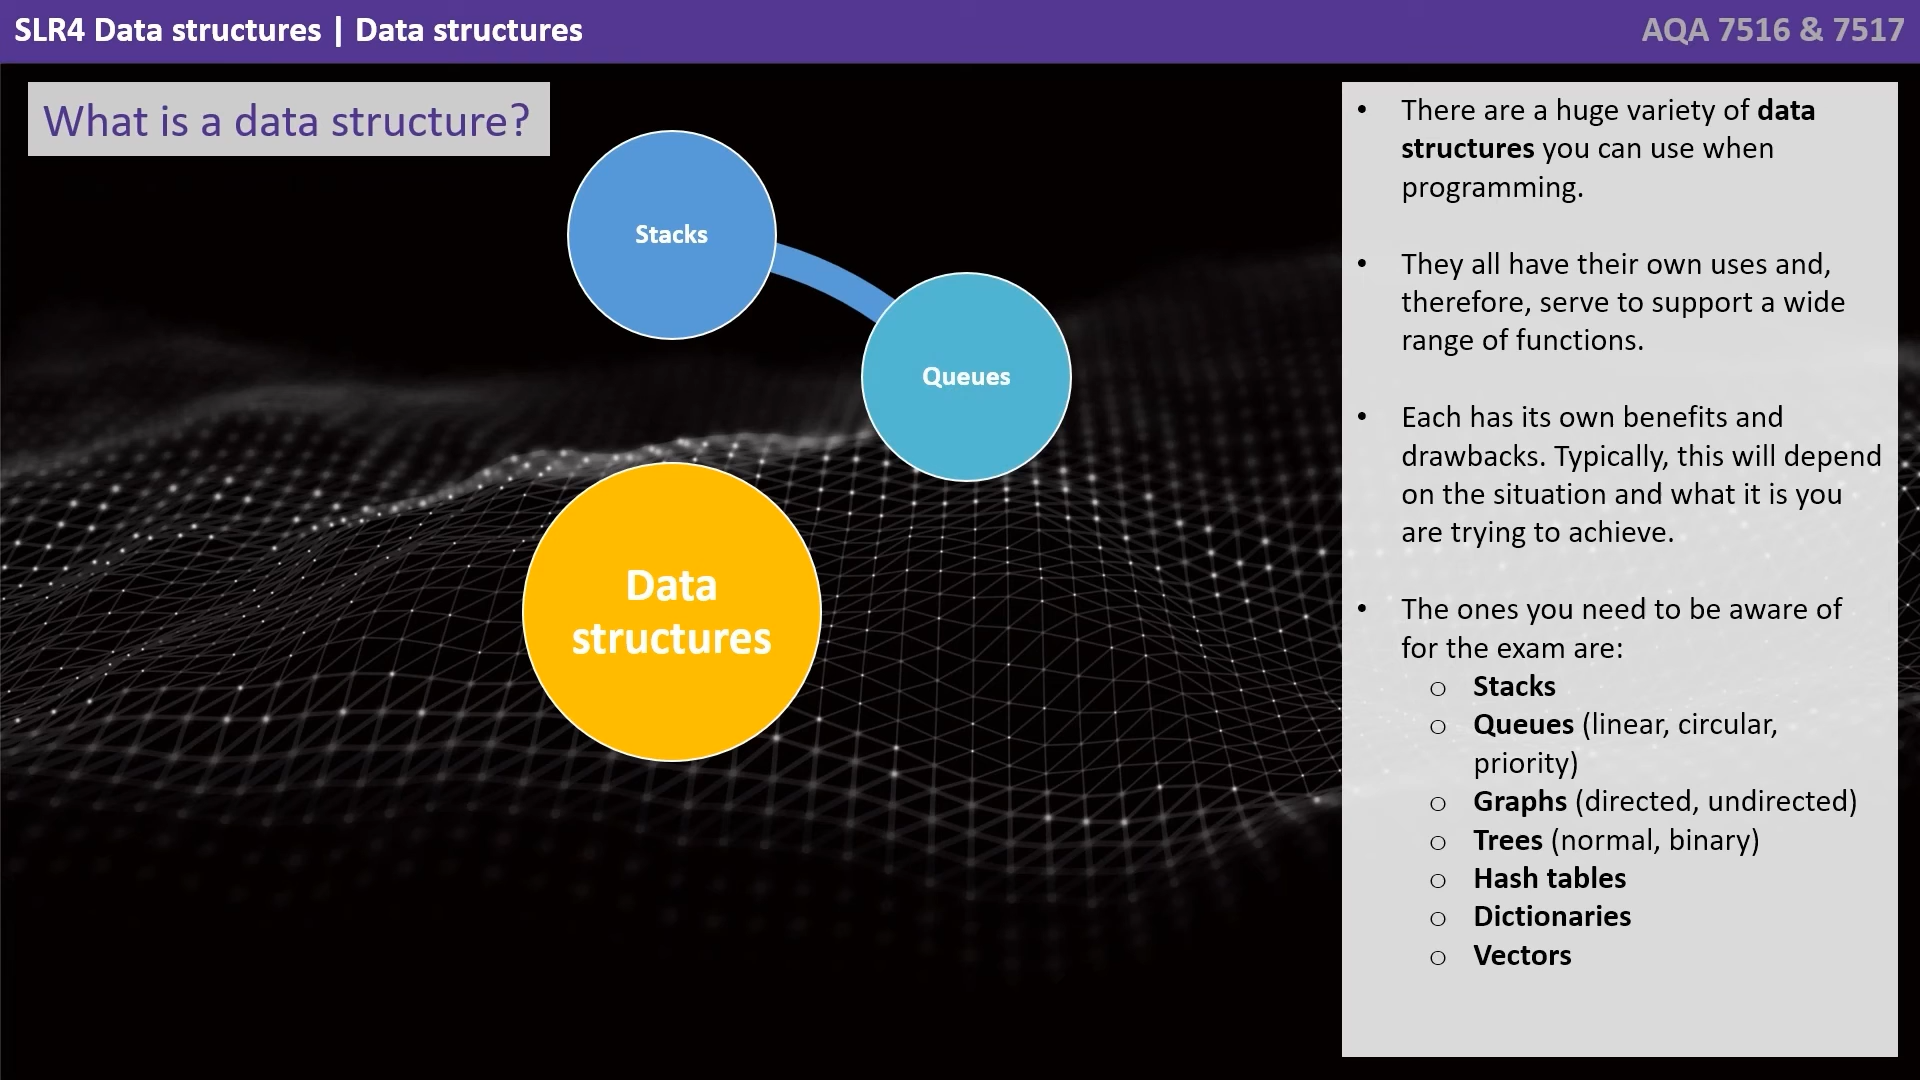 SLR4 Data structures | Data structures
AQA 7516 & 7517
What is a data structure?
Stacks
Queues
Data
structures
• There are a huge variety of data
structures you can use when
programming.
• They all have their own uses and,
therefore, serve to support a wide
range of functions.
• Each has its own benefits and
drawbacks. Typically, this will depend
on the situation and what it is you
are trying to achieve.
• The ones you need to be aware of
for the exam are:
o Stacks
o Queues (linear, circular,
priority)
o Graphs (directed, undirected)
o Trees (normal, binary)
o Hash tables
o Dictionaries
o Vectors